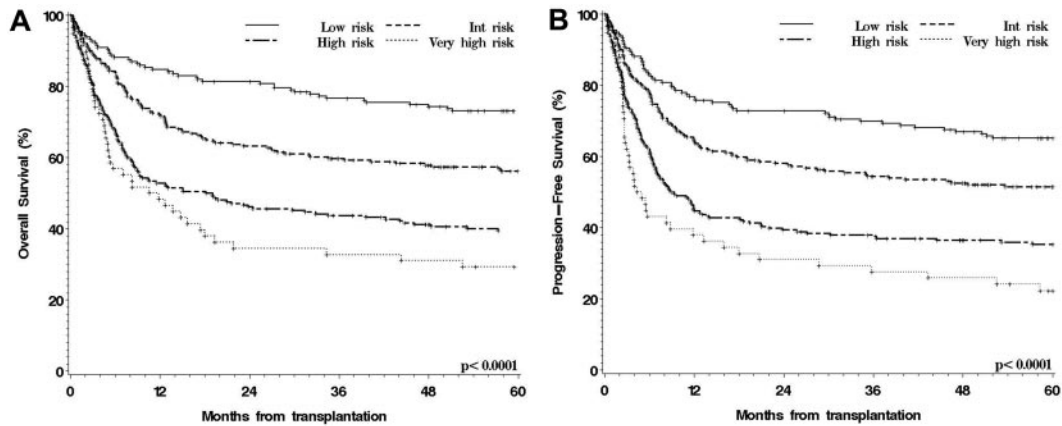 A
Low risk Int risk
High risk Very high risk
Overall Survival (%)
100
80
60
40
20
0
p< 0.0001
0 12 24 36 48 60
Months from transplantation
B
Low risk Int risk
High risk Very high risk
Progression—Free Survival (%)
100
80
60
40
20
0
p< 0.0001
0 12 24 36 48 60
Months from transplantation